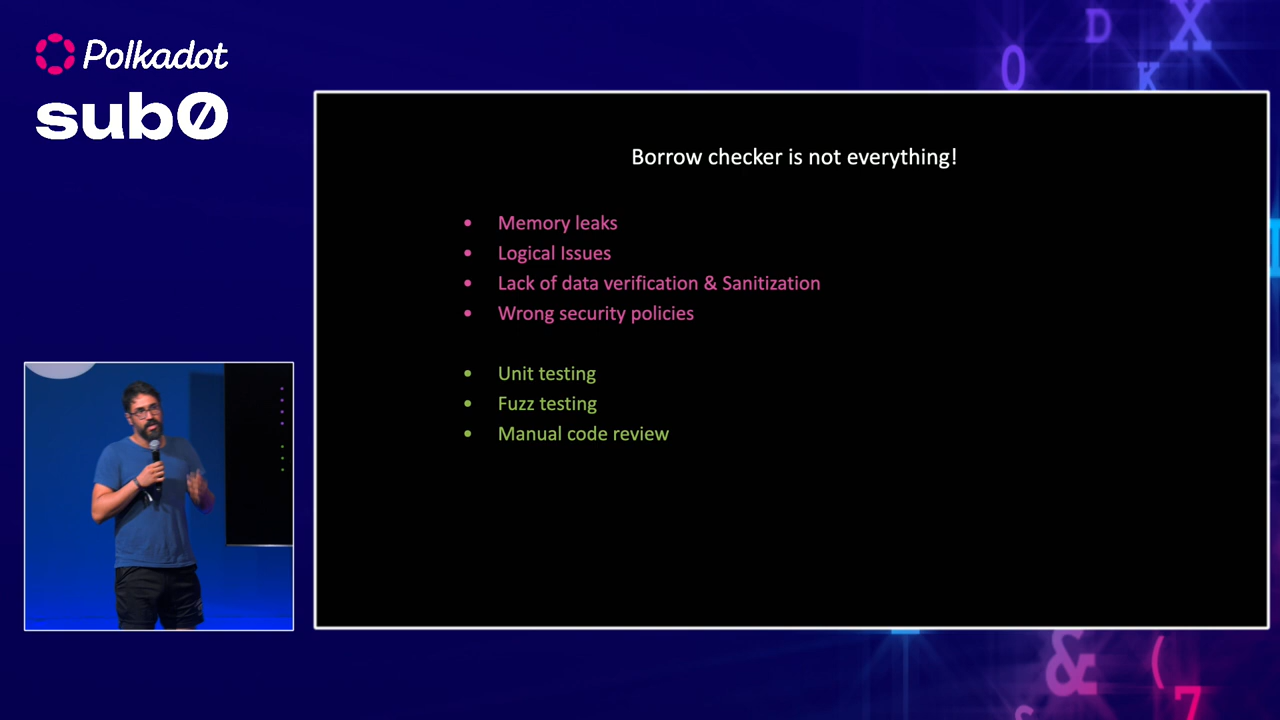 Polkadot
sub0
Borrow checker is not everything!
• Memory leaks
• Logical Issues
• Lack of data verification & Sanitization
• Wrong security policies
• Unit testing
• Fuzz testing
• Manual code review
O
D
X
K
&
(
7